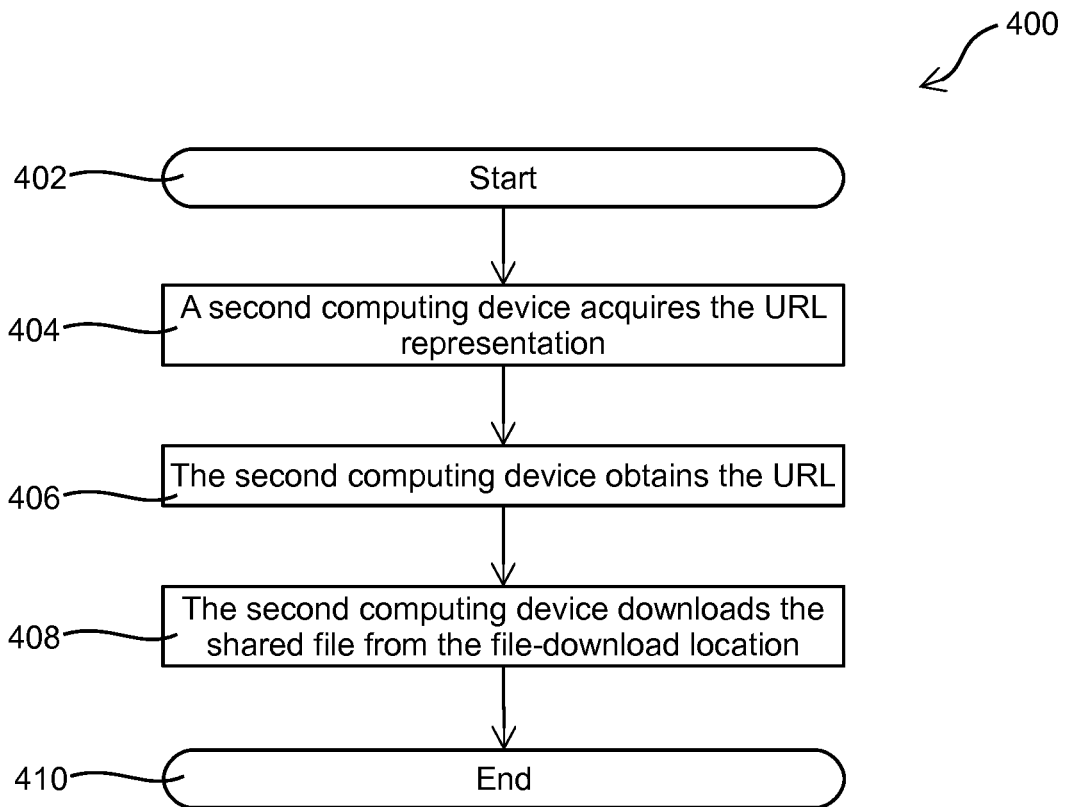 400
402
Start
404
A second computing device acquires the URL
representation
406
The second computing device obtains the URL
408
The second computing device downloads the
shared file from the file-download location
410
End